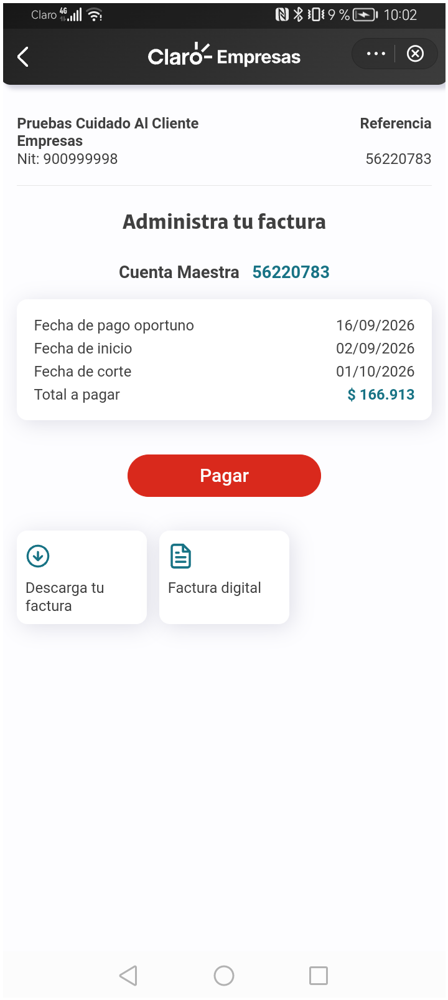 Claro 4G 9 % 10:02
Claro- Empresas
Pruebas Cuidado Al Cliente Referencia
Empresas
Nit: 900999998 56220783
Administra tu factura
Cuenta Maestra 56220783
Fecha de pago oportuno 16/09/2026
Fecha de inicio 02/09/2026
Fecha de corte 01/10/2026
Total a pagar $ 166.913
Pagar
Descarga tu Factura digital
factura